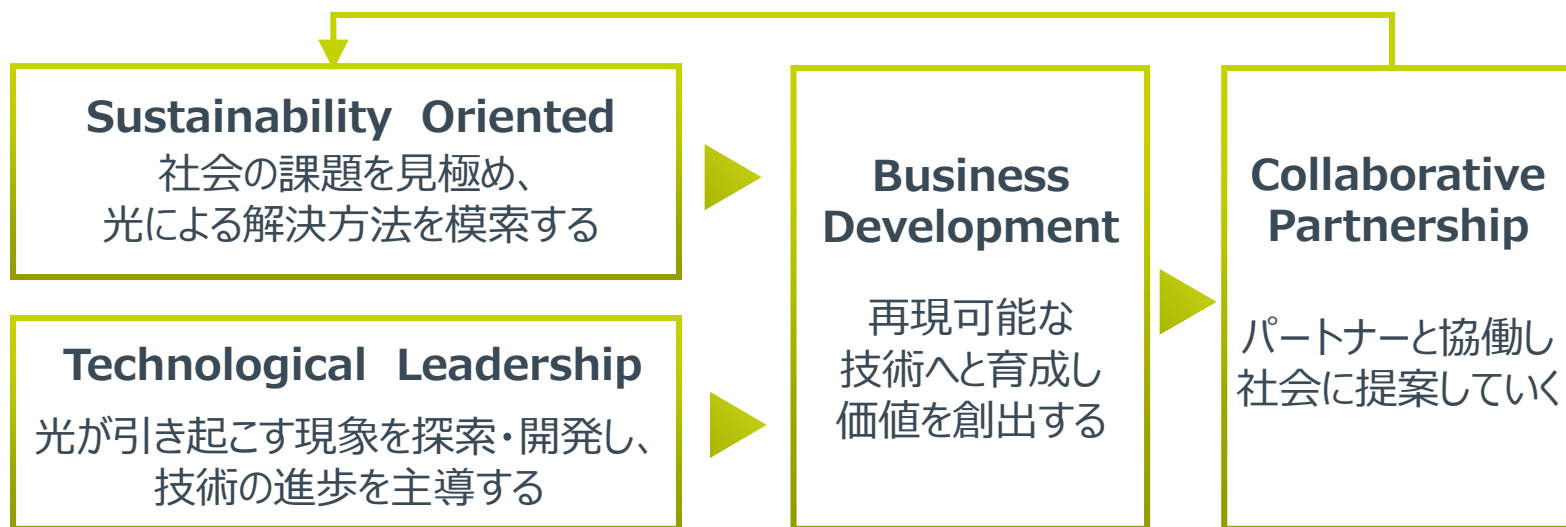 Sustainability Oriented
社会の課題を見極め、
光による解決方法を模索する
Technological Leadership
光が引き起こす現象を探索・開発し、
技術の進歩を主導する
Business
Development
再現可能な
技術へと育成し
価値を創出する
Collaborative
Partnership
パートナーと協働し
社会に提案していく